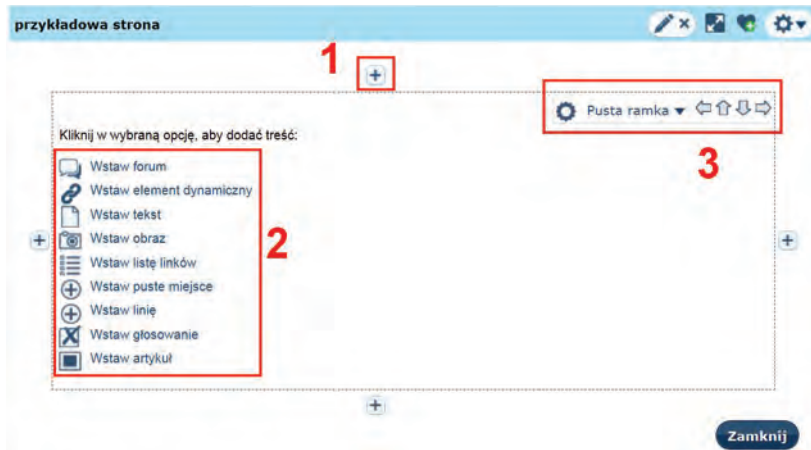 przykładowa strona
1
Pusta ramka
3
Kliknij w wybraną opcję, aby dodać treść:
Wstaw forum
Wstaw element dynamiczny
Wstaw tekst
Wstaw obraz
2
Wstaw listę linków
Wstaw puste miejsce
Wstaw linię
Wstaw głosowanie
Wstaw artykuł
Zamknij